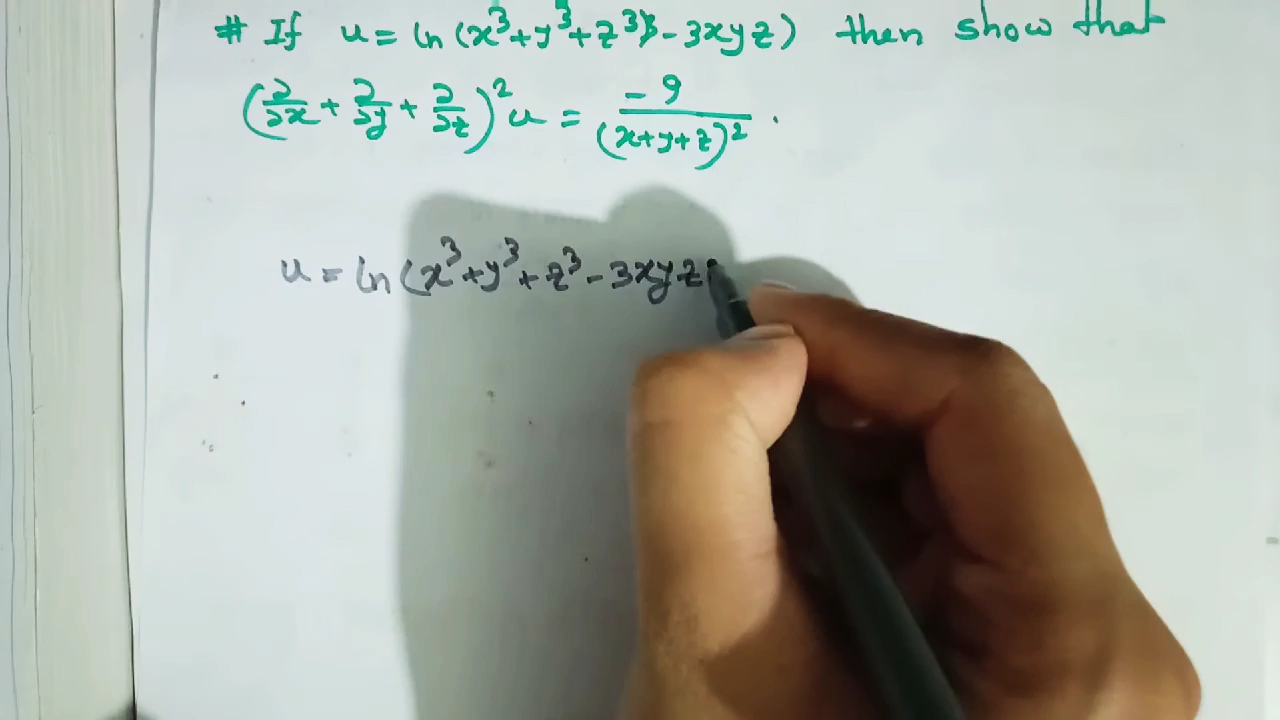 # If u = ln (x³+y³+z³ - 3xyz) then show that
(∂/∂x + ∂/∂y + ∂/∂z)² u = -9/(x+y+z)² .
u = ln (x³+y³+z³ - 3xyz)